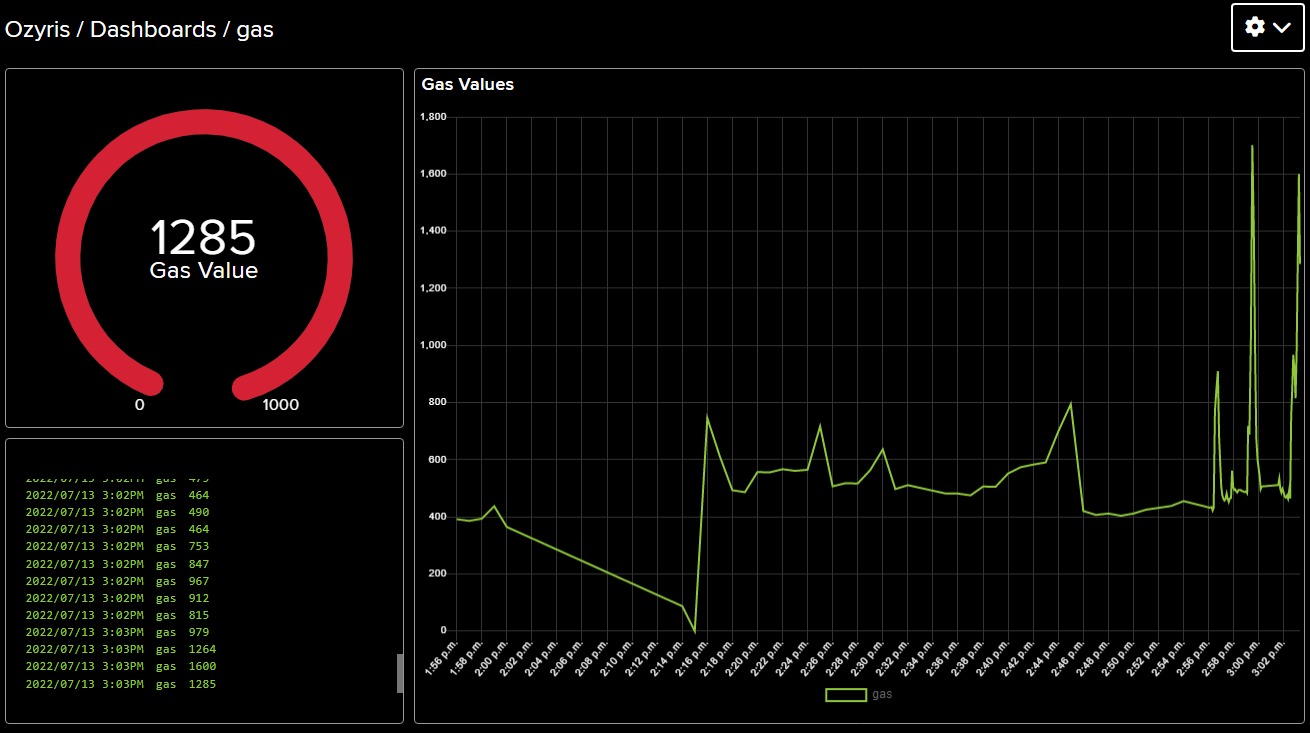 Ozyris / Dashboards / gas
1285
Gas Value
0
1000
2022/07/13 3:02PM gas 464
2022/07/13 3:02PM gas 490
2022/07/13 3:02PM gas 464
2022/07/13 3:02PM gas 753
2022/07/13 3:02PM gas 847
2022/07/13 3:02PM gas 967
2022/07/13 3:02PM gas 912
2022/07/13 3:02PM gas 815
2022/07/13 3:03PM gas 979
2022/07/13 3:03PM gas 1264
2022/07/13 3:03PM gas 1600
2022/07/13 3:03PM gas 1285
Gas Values
1,800
1,600
1,400
1,200
1,000
800
600
400
200
0
1:56 p.m.
1:58 p.m.
2:00 p.m.
2:02 p.m.
2:04 p.m.
2:06 p.m.
2:08 p.m.
2:10 p.m.
2:12 p.m.
2:14 p.m.
2:16 p.m.
2:18 p.m.
2:20 p.m.
2:22 p.m.
2:24 p.m.
2:26 p.m.
2:28 p.m.
2:30 p.m.
2:32 p.m.
2:34 p.m.
2:36 p.m.
2:38 p.m.
2:40 p.m.
2:42 p.m.
2:44 p.m.
2:46 p.m.
2:48 p.m.
2:50 p.m.
2:52 p.m.
2:54 p.m.
2:56 p.m.
2:58 p.m.
3:00 p.m.
3:02 p.m.
gas